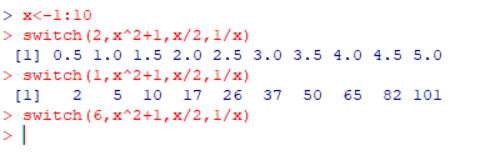 > x<-1:10
> switch(2,x^2+1,x/2,1/x)
[1] 0.5 1.0 1.5 2.0 2.5 3.0 3.5 4.0 4.5 5.0
> switch(1,x^2+1,x/2,1/x)
[1] 2 5 10 17 26 37 50 65 82 101
> switch(6,x^2+1,x/2,1/x)
>